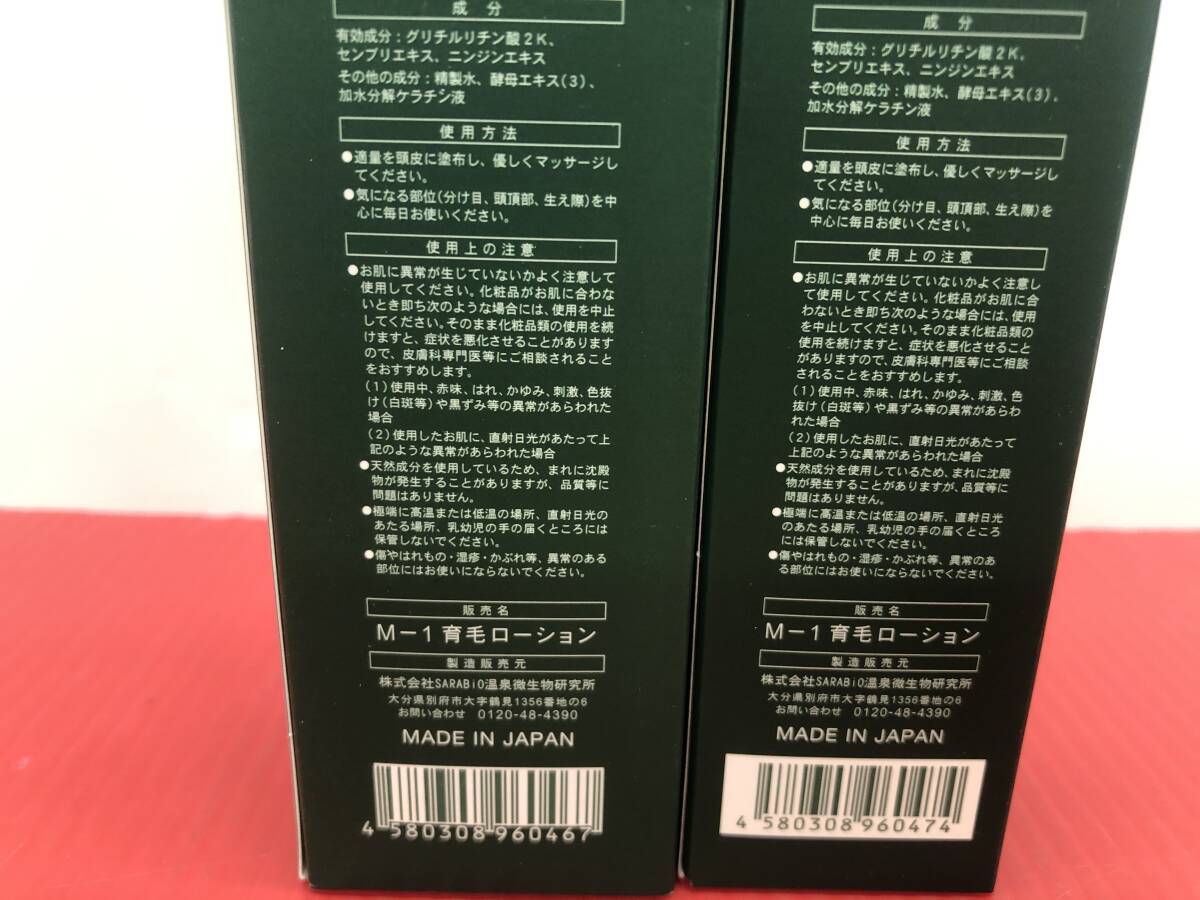 成分
有効成分：グリチルリチン酸２K、
センブリエキス、ニンジンエキス
その他の成分：精製水、酵母エキス(3)、
加水分解ケラチン液
使用方法
●適量を頭皮に塗布し、優しくマッサージし
てください。
●気になる部位(分け目、頭頂部、生え際)を中
心に毎日お使いください。
使用上の注意
●お肌に異常が生じていないかよく注意して
使用してください。化粧品がお肌に合わな
いとき即ち次のような場合には、使用を中止
してください。そのまま化粧品類の使用を続
けますと、症状を悪化させることがあります
ので、皮膚科専門医等にご相談されること
をおすすめします。
(1)使用中、赤味、はれ、かゆみ、刺激、色抜
け(白斑等)や黒ずみ等の異常があらわれた
場合
(2)使用したお肌に、直射日光があたって上
記のような異常があらわれた場合
●天然成分を使用しているため、まれに沈殿
物が発生することがありますが、品質等に
問題はありません。
●極端に高温または低温の場所、直射日光の
あたる場所、乳幼児の手の届くところには
保管しないでください。
●傷やはれもの・湿疹・かぶれ等、異常のある
部位にはお使いにならないでください。
販売名
M－1 育毛ローション
製造販売元
株式会社SARABiO温泉微生物研究所
大分県別府市大字鶴見1356番地の6
お問い合わせ 0120-48-4390
MADE IN JAPAN
4 580308 960467
成分
有効成分：グリチルリチン酸２K、
センブリエキス、ニンジンエキス
その他の成分：精製水、酵母エキス(3)、
加水分解ケラチン液
使用方法
●適量を頭皮に塗布し、優しくマッサージし
てください。
●気になる部位(分け目、頭頂部、生え際)を
中心に毎日お使いください。
使用上の注意
●お肌に異常が生じていないかよく注意し
て使用してください。化粧品がお肌に合
わないとき即ち次のような場合には、使用
を中止してください。そのまま化粧品類の
使用を続けますと、症状を悪化させること
がありますので、皮膚科専門医等にご相談
されることをおすすめします。
(1)使用中、赤味、はれ、かゆみ、刺激、色
抜け(白斑等)や黒ずみ等の異常があらわ
れた場合
(2)使用したお肌に、直射日光があたって
上記のような異常があらわれた場合
●天然成分を使用しているため、まれに沈殿
物が発生することがありますが、品質等に
問題はありません。
●極端に高温または低温の場所、直射日光
のあたる場所、乳幼児の手の届くところ
には保管しないでください。
●傷やはれもの・湿疹・かぶれ等、異常のあ
る部位にはお使いにならないでください。
販売名
M－1 育毛ローション
製造販売元
株式会社SARABiO温泉微生物研究所
大分県別府市大字鶴見1356番地の6
お問い合わせ 0120-48-4390
MADE IN JAPAN
4 580308 960474